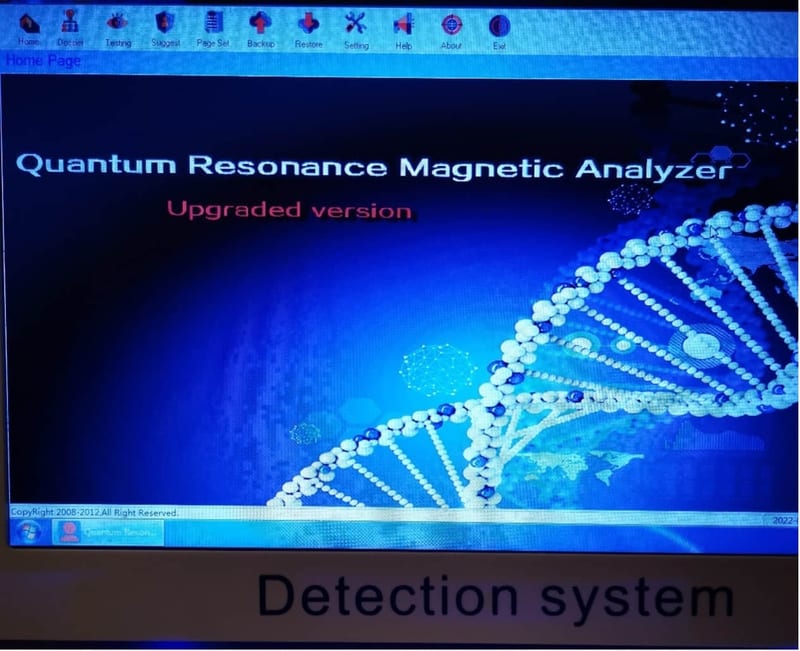 Home Doctor Testing Suggest Page Set Backup Restore Setting Help About Exit
Home Page
Quantum Resonance Magnetic Analyzer
Upgraded version
CopyRight 2008-2012,All Right Reserved.
2022-
Quantum Reson...
Detection system